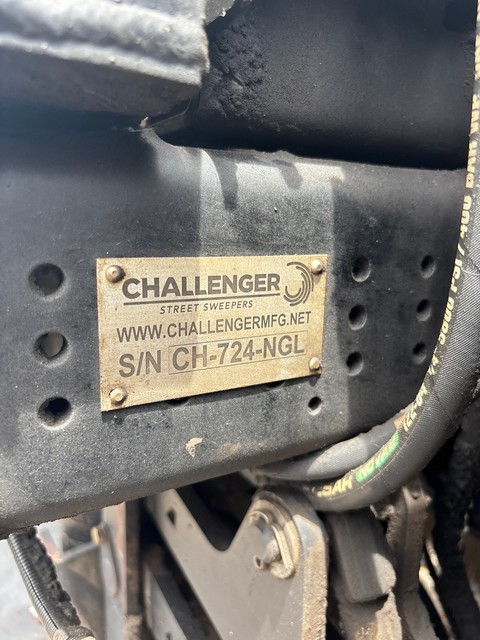 CHALLENGER
STREET SWEEPERS
WWW.CHALLENGERMFG.NET
S/N CH-724-NGL